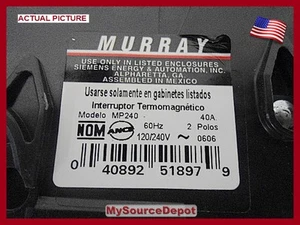 ACTUAL PICTURE
MURRAY
USE ONLY IN LISTED ENCLOSURES
SIEMENS ENERGY & AUTOMATION, INC.
ALPHARETTA, GA.
ASSEMBLED IN MEXICO
Usarse solamente en gabinetes listados
Interruptor Termomagnético
Modelo MP240 40A
NOM ANCE 60Hz 2 Polos
120/240V ~ 0606
0 40892 51897 9
MySourceDepot